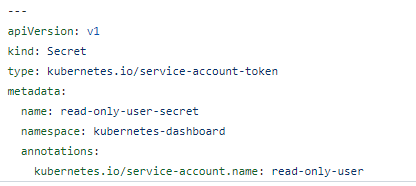 ---
apiVersion: v1
kind: Secret
type: kubernetes.io/service-account-token
metadata:
  name: read-only-user-secret
  namespace: kubernetes-dashboard
  annotations:
    kubernetes.io/service-account.name: read-only-user